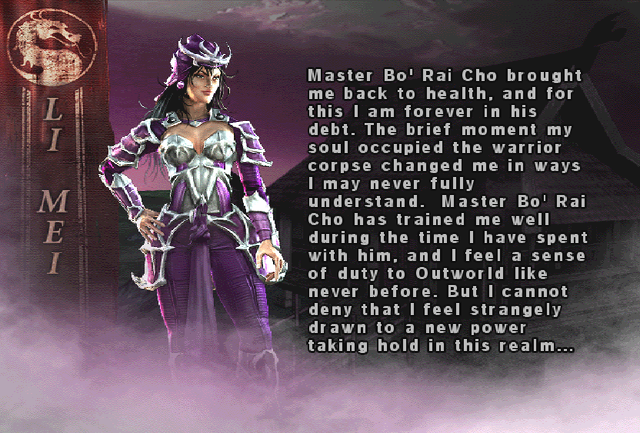 LI MEI
Master Bo' Rai Cho brought
me back to health, and for
this I am forever in his
debt. The brief moment my
soul occupied the warrior
corpse changed me in ways
I may never fully
understand.  Master Bo' Rai
Cho has trained me well
during the time I have spent
with him, and I feel a sense
of duty to Outworld like
never before. But I cannot
deny that I feel strangely
drawn to a new power
taking hold in this realm...